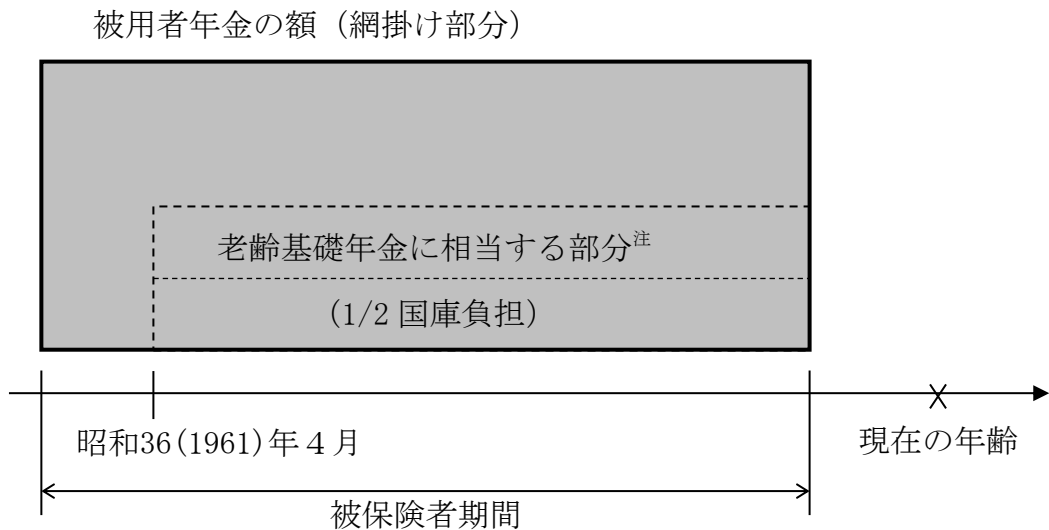 被用者年金の額（網掛け部分）
老齢基礎年金に相当する部分注
(1/2 国庫負担)
昭和36(1961)年４月
現在の年齢
被保険者期間